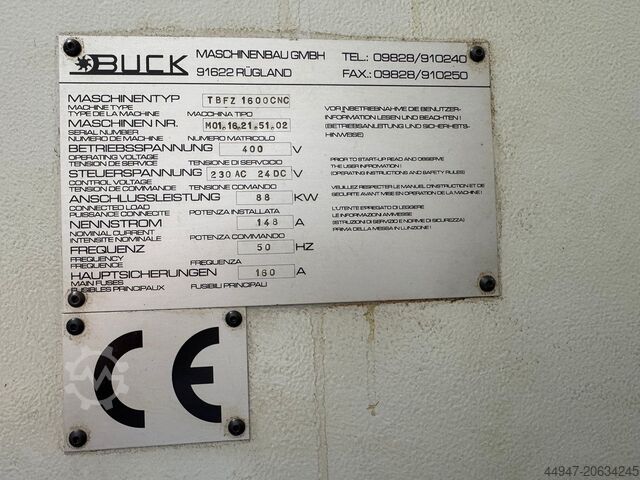 BUCK MASCHINENBAU GMBH TEL.: 09828/910240
91622 RÜGLAND FAX.: 09828/910250
MASCHINENTYP TBFZ 1600CNC
MACHINE TYPE MACCHINA TIPO
TYPE DE LA MACHINE
MASCHINEN NR. M01.16.21.51.02
SERIAL NUMBER NUMERO MATRICOLO
NUMERO DE MACHINE
BETRIEBSSPANNUNG 400 V
OPERATING VOLTAGE
TENSION DE SERVICE TENSIONE DI SERVICIO
STEUERSPANNUNG 230 AC 24 DC V
CONTROL VOLTAGE
TENSION DE COMMANDE TENSIONE COMANDO
ANSCHLUSSLEISTUNG 88 KW
CONNECTED LOAD
PUISSANCE CONNECTE POTENZA INSTALLATA
NENNSTROM 148 A
NOMINAL CURRENT
INTENSITE NOMINALE POTENZA COMMANDO
FREQUENZ 50 HZ
FREQUENCY
FREQUENCE FREQUENZA
HAUPTSICHERUNGEN 160 A
MAIN FUSES
FUSIBLES PRINCIPAUX FUSIBILI PRINCIPALI
VOR INBETRIEBNAHME DIE BENUTZER-
INFORMATION LESEN UND BEACHTEN !
(BETRIEBSANLEITUNG UND SICHERHEITS-
HINWEISE)
PRIOR TO START-UP READ AND OBSERVE
THE USER INFROMATION !
(OPERATING INSTRUCTIONS AND SAFETY RULES)
VEUILLEZ RESPECTER LE MANUEL D'INSTRUCTION ET DE
SECURITE AVANT MISE EN OPERATION DE LA MACHINE !
L'UTENTE E PREGATO DI LEGGERE
LE INFORMAZIONI AMMESSE
(ISTRUZIONI DI SERVIZIO E NORME DI SICUREZZA)
PRIMA DELLA MESSA IN FUNZIONE !
CE
44947-20634245